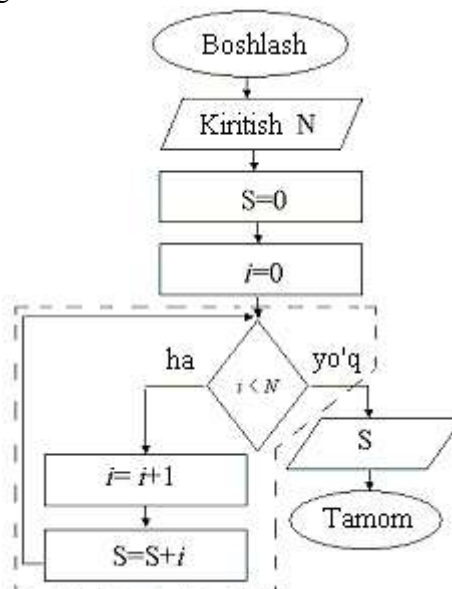 Boshlash
Kiritish N
S=0
i=0
ha
yo'q
i < N
S
i= i+1
S=S+i
Tamom